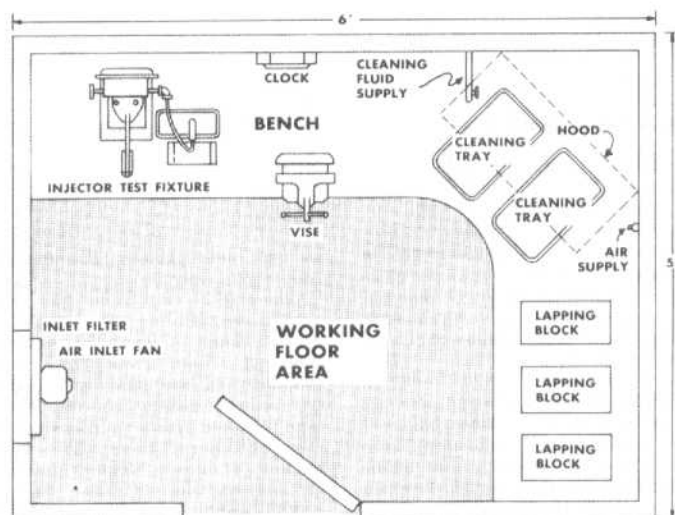 6'
CLOCK
CLEANING
FLUID
SUPPLY
BENCH
HOOD
CLEANING
TRAY
CLEANING
TRAY
INJECTOR TEST FIXTURE
VISE
AIR
SUPPLY
5
INLET FILTER
AIR INLET FAN
WORKING
FLOOR
AREA
LAPPING
BLOCK
LAPPING
BLOCK
LAPPING
BLOCK